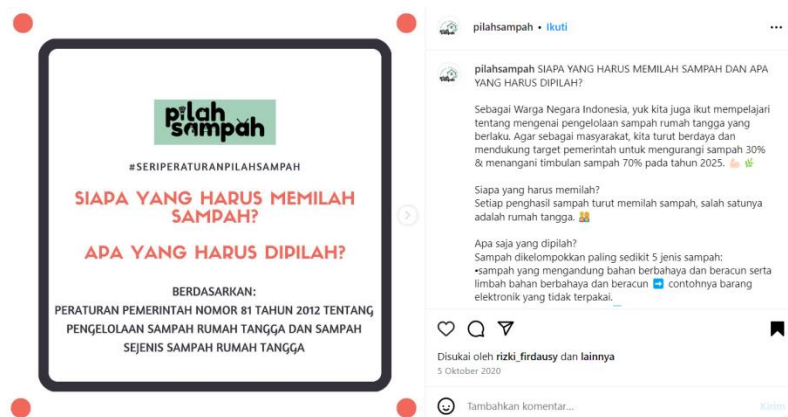 pilah
sampah
#SERIPERATURANPILAHSAMPAH
SIAPA YANG HARUS MEMILAH
SAMPAH?
APA YANG HARUS DIPILAH?
BERDASARKAN:
PERATURAN PEMERINTAH NOMOR 81 TAHUN 2012 TENTANG
PENGELOLAAN SAMPAH RUMAH TANGGA DAN SAMPAH
SEJENIS SAMPAH RUMAH TANGGA
pilahsampah • Ikuti
pilahsampah SIAPA YANG HARUS MEMILAH SAMPAH DAN APA
YANG HARUS DIPILAH?
Sebagai Warga Negara Indonesia, yuk kita juga ikut mempelajari
tentang mengenai pengelolaan sampah rumah tangga yang
berlaku. Agar sebagai masyarakat, kita turut berdaya dan
mendukung target pemerintah untuk mengurangi sampah 30%
& menangani timbulan sampah 70% pada tahun 2025. 💪🏻 🌿
Siapa yang harus memilah?
Setiap penghasil sampah turut memilah sampah, salah satunya
adalah rumah tangga. 👨‍👩‍👧‍👦
Apa saja yang dipilah?
Sampah dikelompokkan paling sedikit 5 jenis sampah:
•sampah yang mengandung bahan berbahaya dan beracun serta
limbah bahan berbahaya dan beracun ➡️ contohnya barang
elektronik yang tidak terpakai.
Disukai oleh rizki_firdausy dan lainnya
5 Oktober 2020
Tambahkan komentar...
Kirim